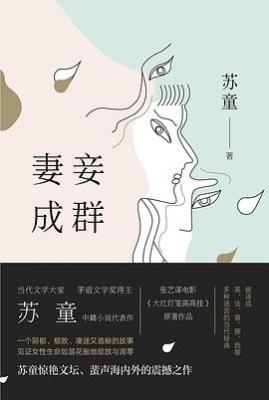 苏童
著
妻妾
成群
当代文学大家 茅盾文学奖得主
苏童 中篇小说代表作
一个阴郁、颓败、凄迷又诡秘的故事
见证女性生命如昙花般地绽放与凋零
张艺谋电影
《大红灯笼高高挂》
原著作品
被译成
英、法、意、韩、西等
多种语言的当代经典
苏童惊艳文坛、蜚声海内外的震撼之作